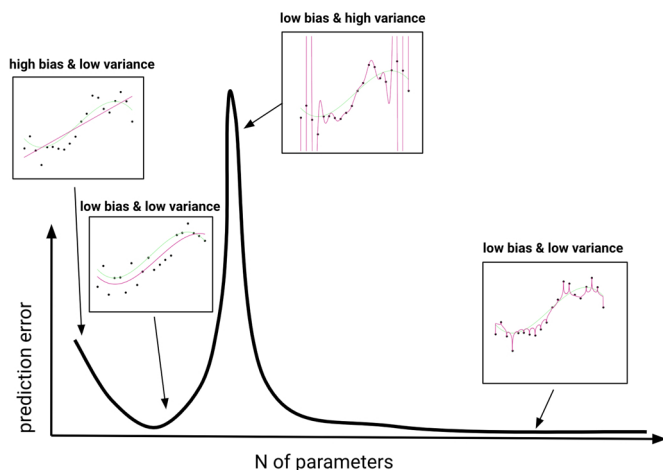 low bias & high variance
high bias & low variance
low bias & low variance
low bias & low variance
prediction error
N of parameters